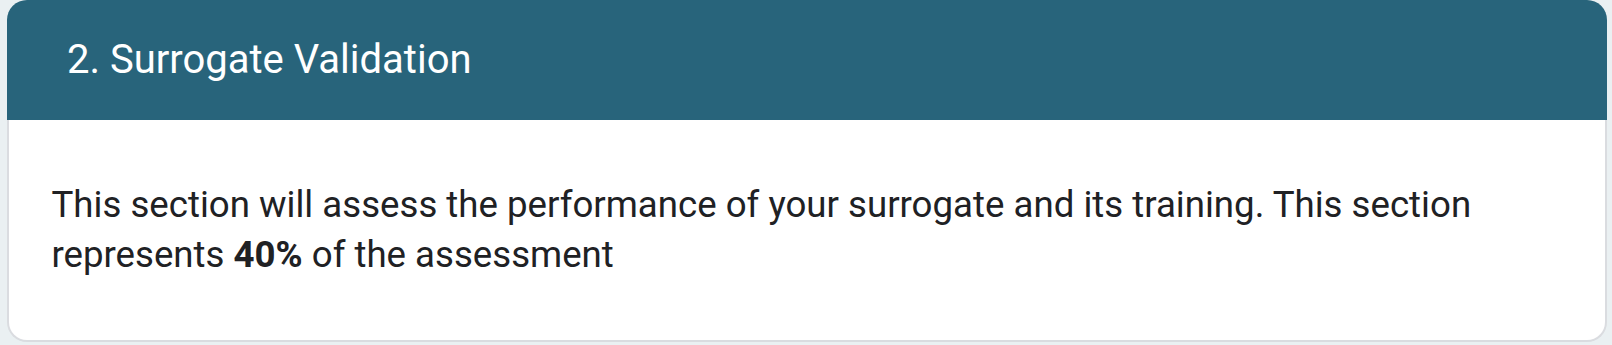 2. Surrogate Validation
This section will assess the performance of your surrogate and its training. This section
represents 40% of the assessment